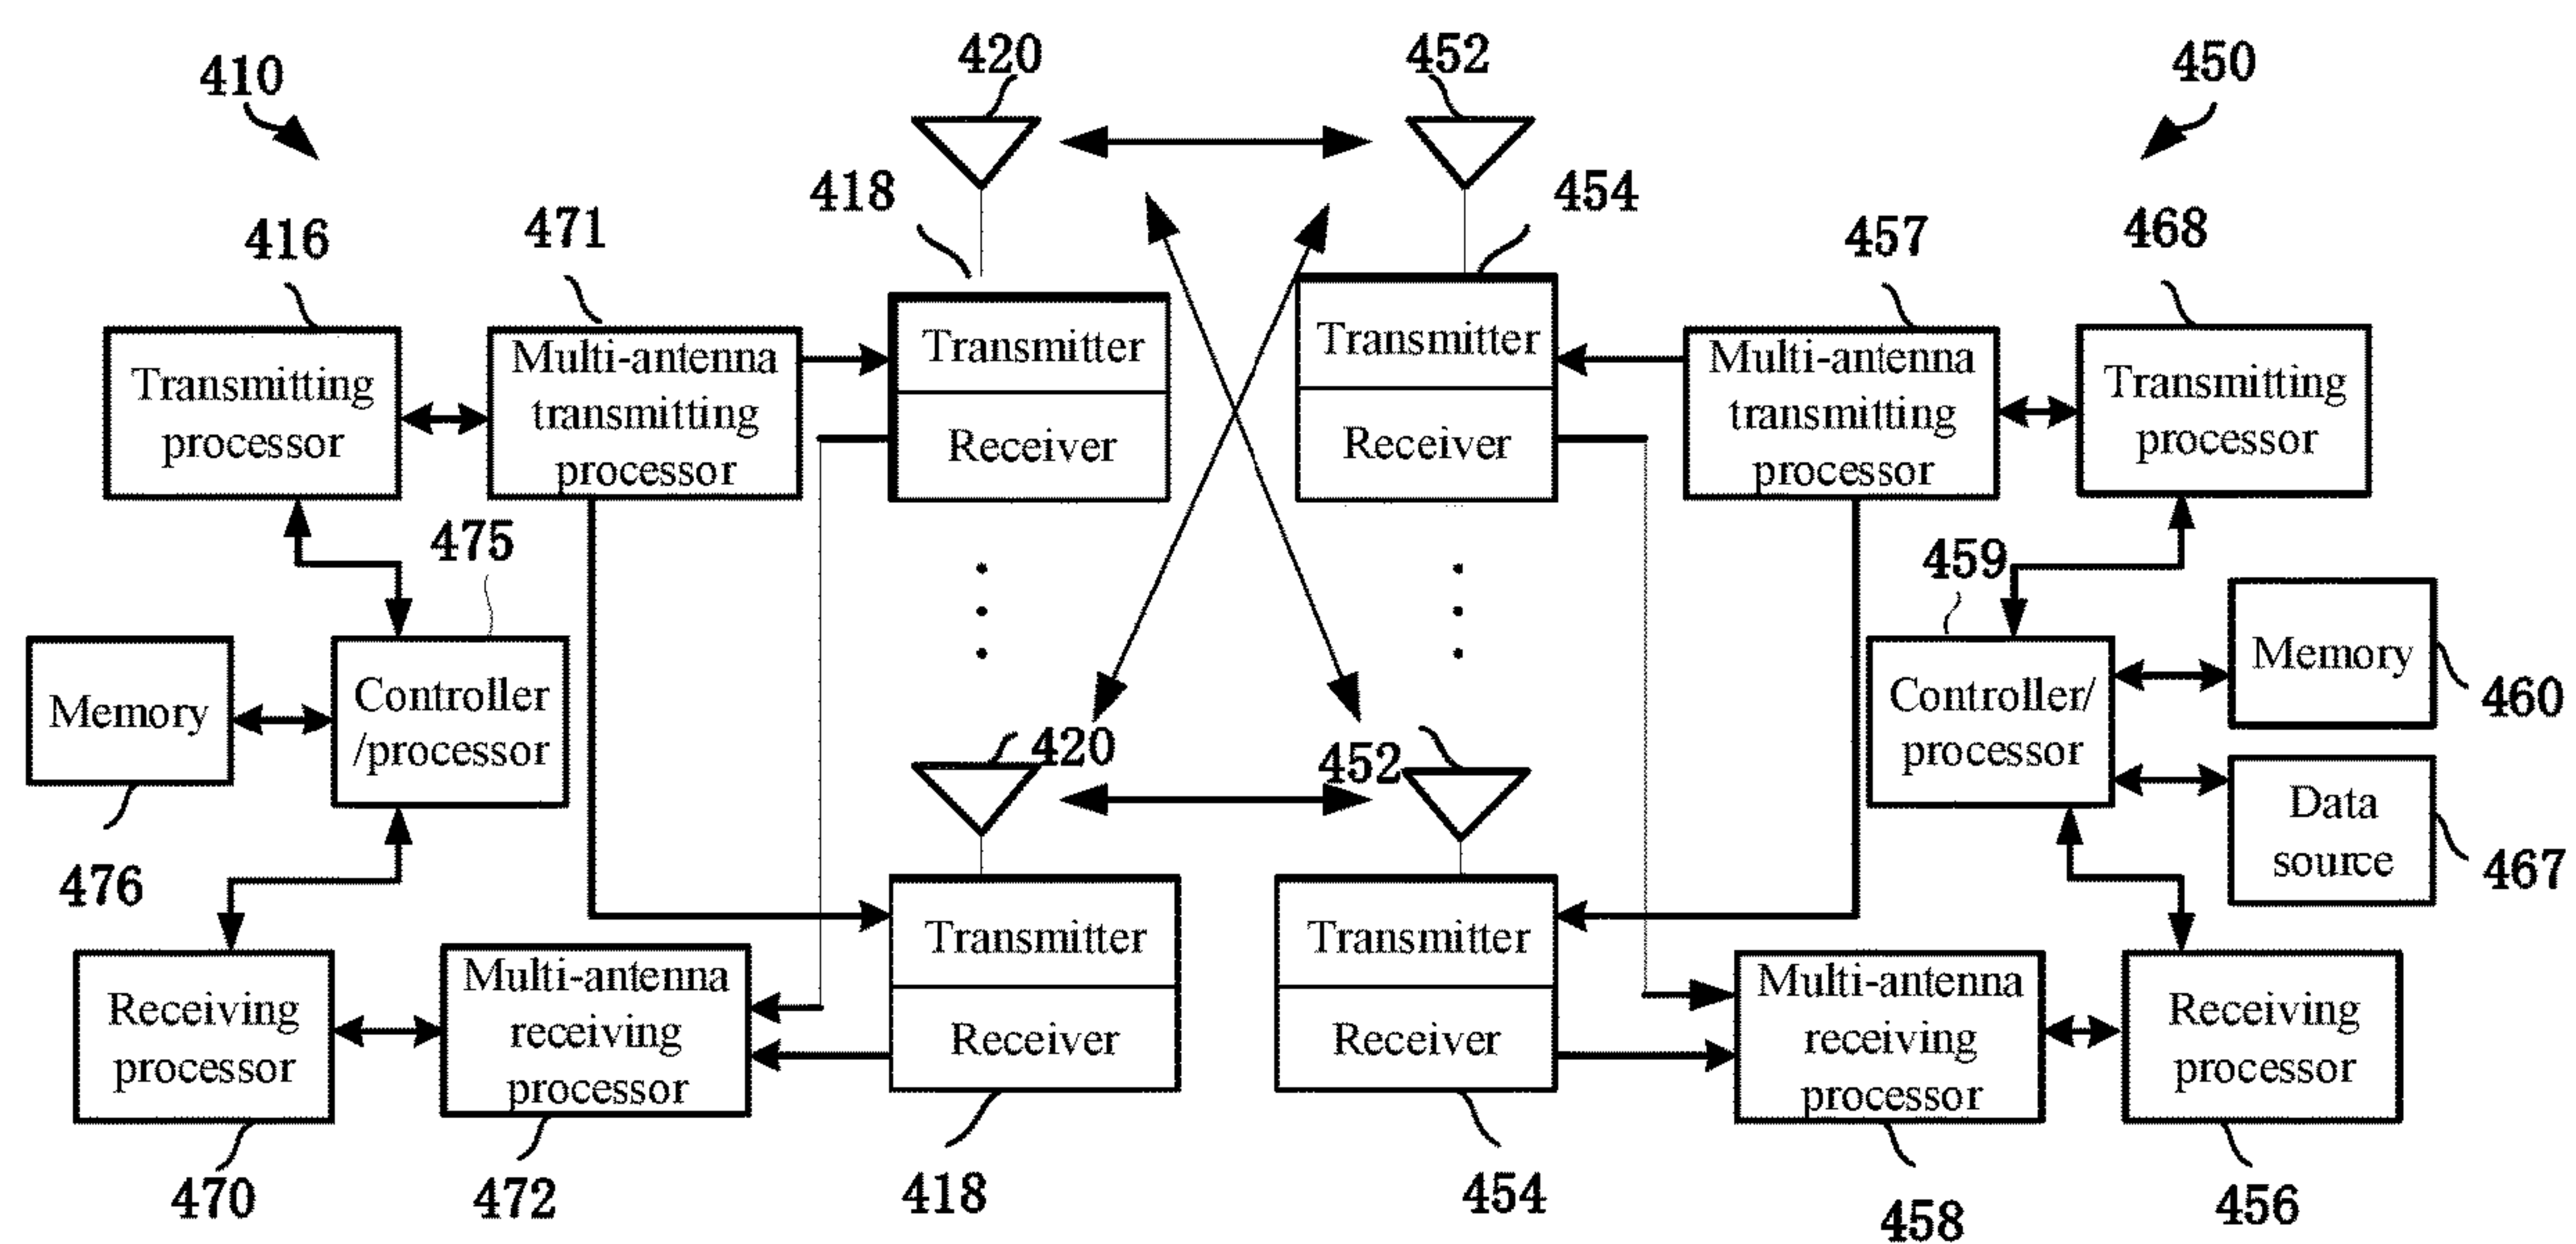 410
420
452
450
418
454
416
471
457
468
Transmitting
processor
Multi-antenna
transmitting
processor
Transmitter
Receiver
Transmitter
Receiver
Multi-antenna
transmitting
processor
Transmitting
processor
475
459
Memory
Controller
/processor
Controller/
processor
Memory
460
476
420
452
Data
source
467
Receiving
processor
Multi-antenna
receiving
processor
Transmitter
Receiver
Transmitter
Receiver
Multi-antenna
receiving
processor
Receiving
processor
470
472
418
454
458
456